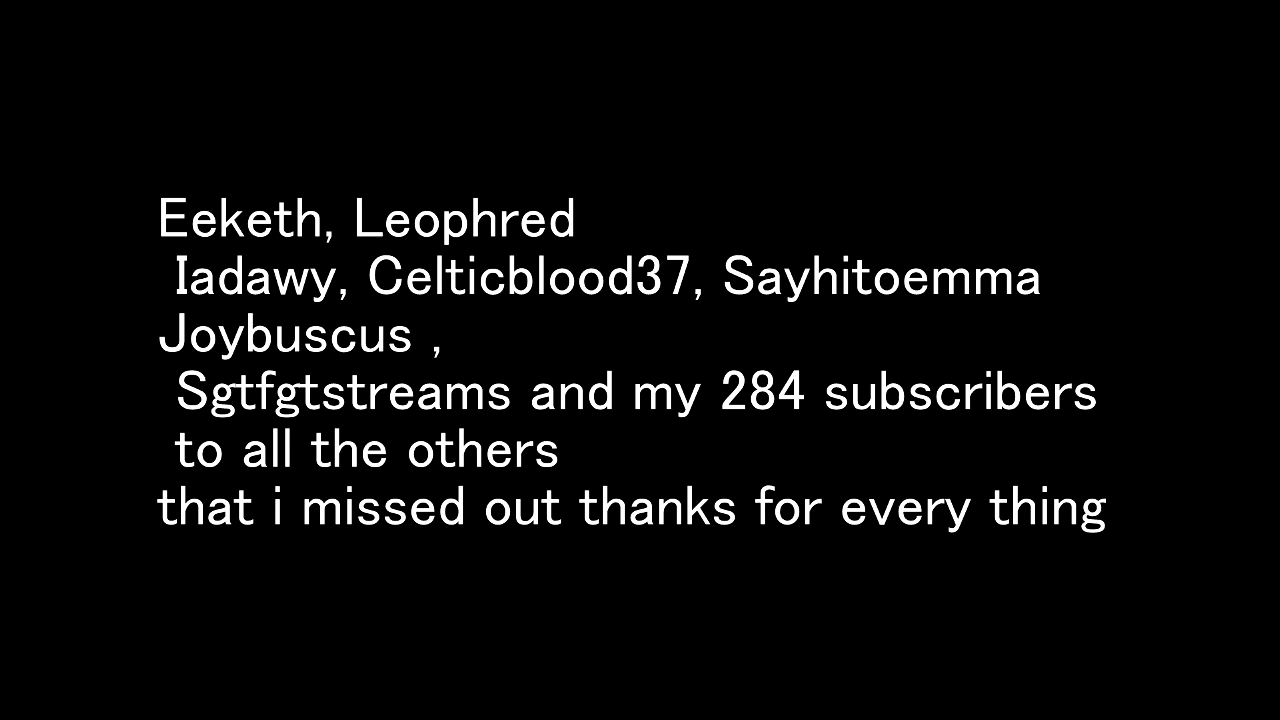 Eeketh, Leophred
Iadawy, Celticblood37, Sayhitoemma
Joybuscus ,
Sgtfgtstreams and my 284 subscribers
to all the others
that i missed out thanks for every thing